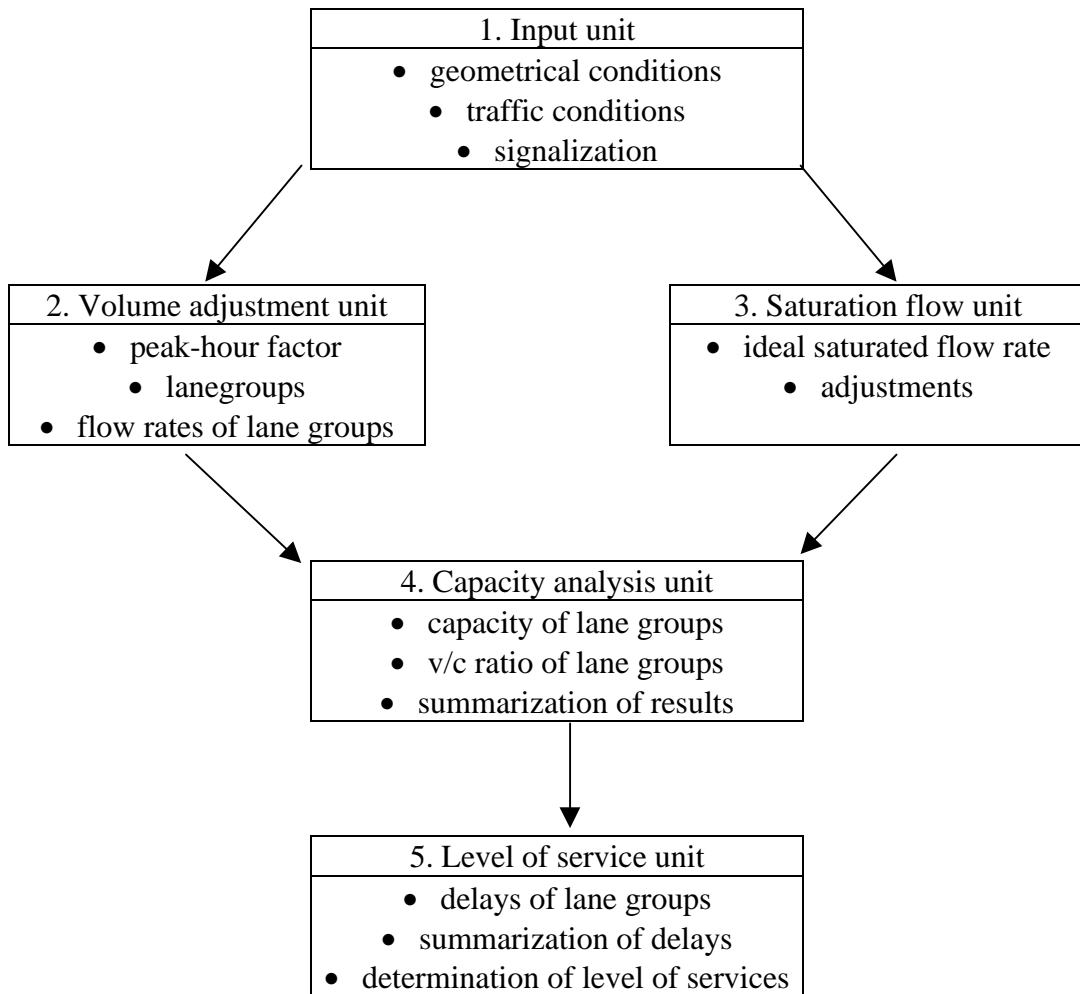 1. Input unit
• geometrical conditions
• traffic conditions
• signalization
2. Volume adjustment unit
• peak-hour factor
• lanegroups
• flow rates of lane groups
3. Saturation flow unit
• ideal saturated flow rate
• adjustments
4. Capacity analysis unit
• capacity of lane groups
• v/c ratio of lane groups
• summarization of results
5. Level of service unit
• delays of lane groups
• summarization of delays
• determination of level of services